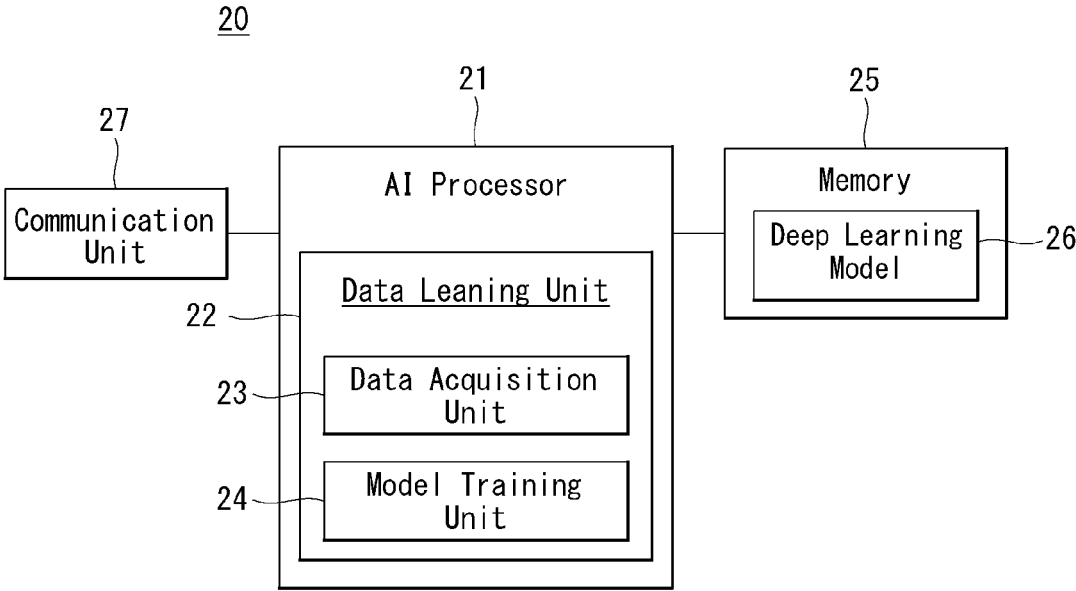 20
21
25
27
AI Processor
Memory
Communication
Unit
Deep Learning
Model
26
Data Leaning Unit
22
Data Acquisition
Unit
23
Model Training
Unit
24